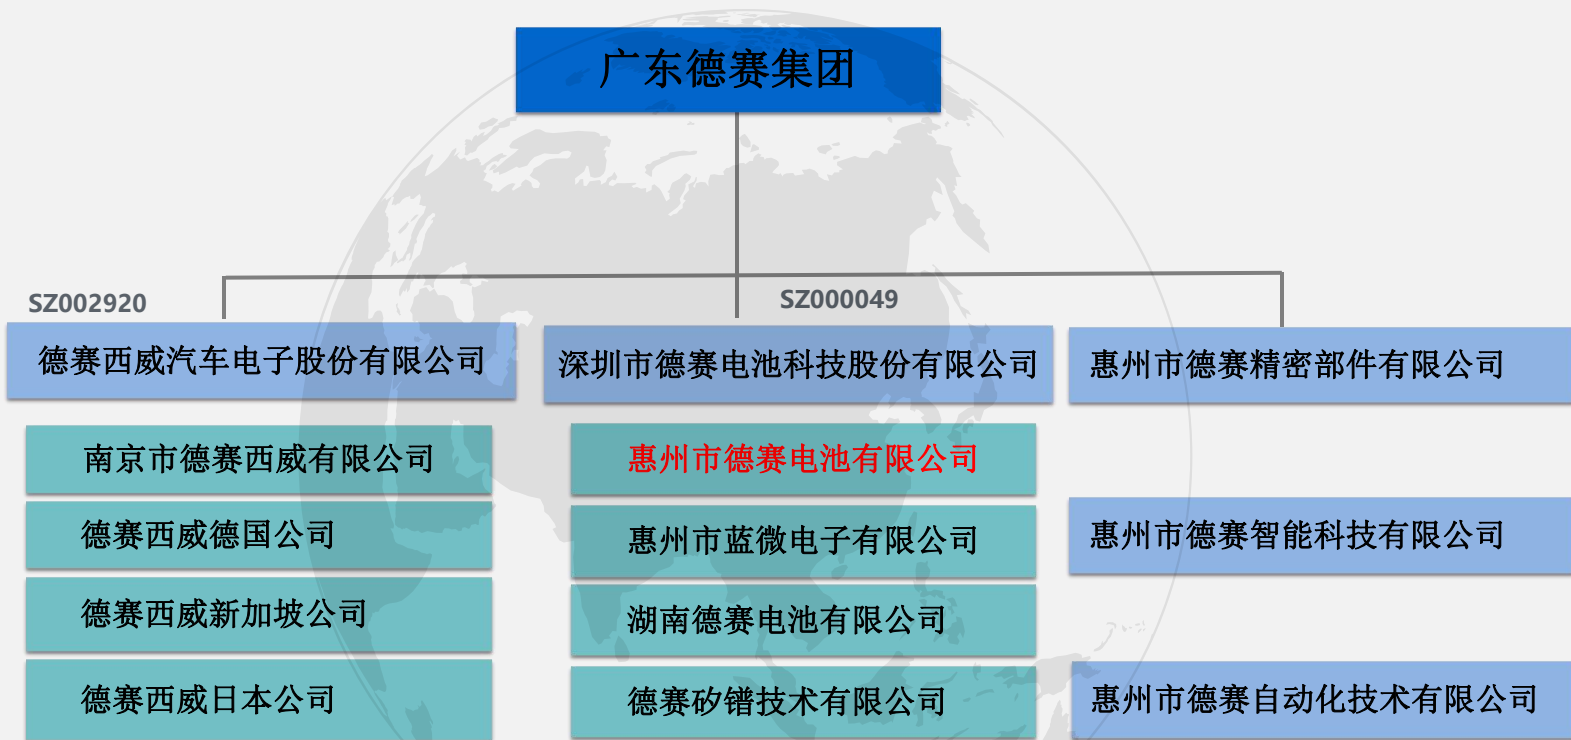 广东德赛集团
SZ002920
SZ000049
德赛西威汽车电子股份有限公司
深圳市德赛电池科技股份有限公司
惠州市德赛精密部件有限公司
南京市德赛西威有限公司
惠州市德赛电池有限公司
德赛西威德国公司
惠州市蓝微电子有限公司
惠州市德赛智能科技有限公司
德赛西威新加坡公司
湖南德赛电池有限公司
德赛西威日本公司
德赛矽镨技术有限公司
惠州市德赛自动化技术有限公司